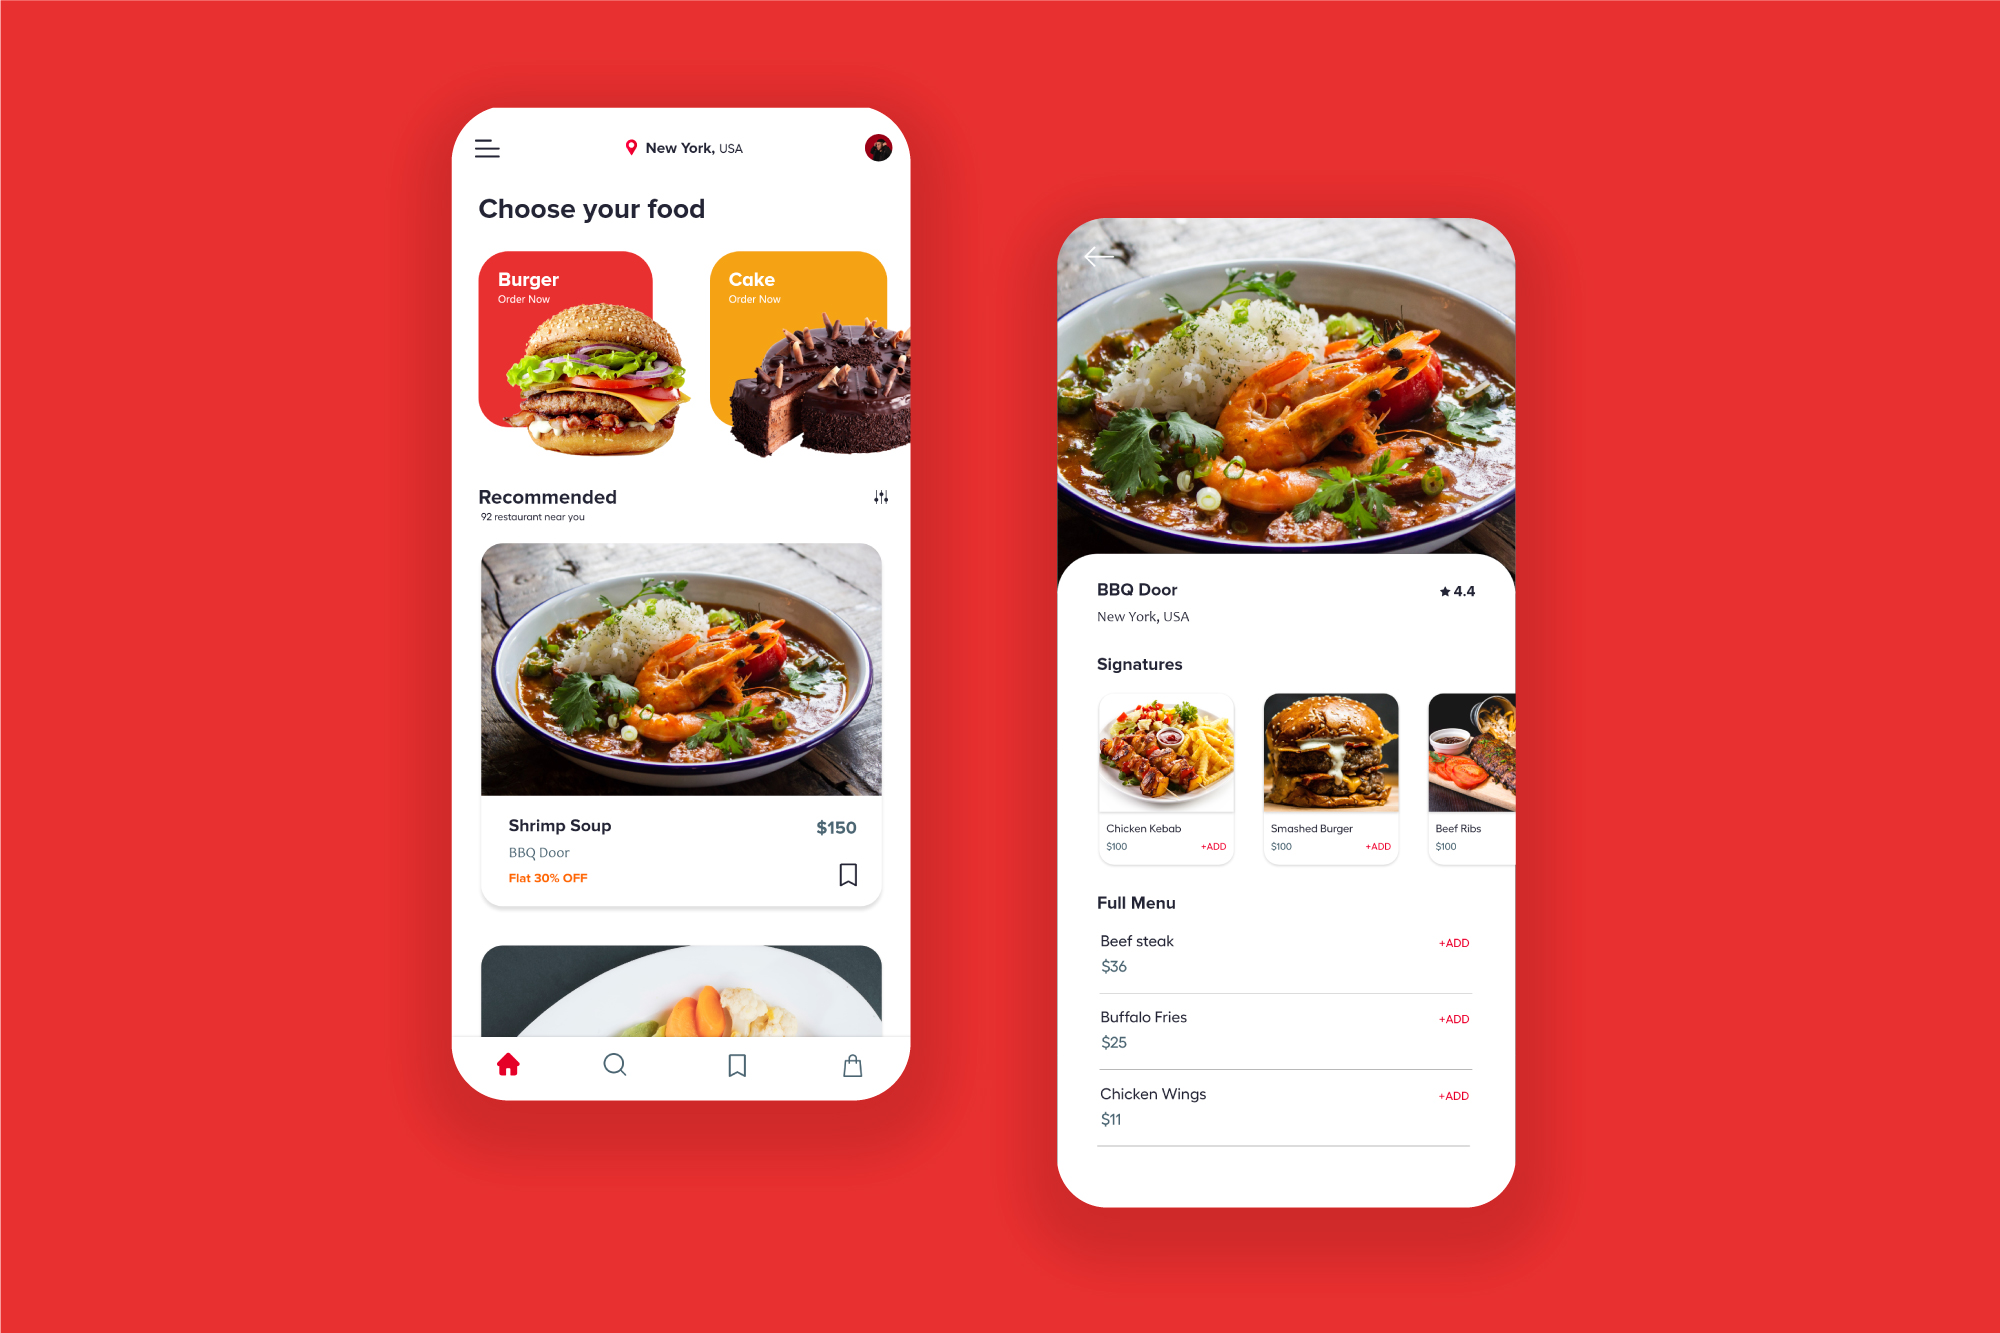 New York, USA
Choose your food
Burger
Order Now
Cake
Order Now
Recommended
92 restaurant near you
Shrimp Soup
$150
BBQ Door
Flat 30% OFF
BBQ Door
4.4
New York, USA
Signatures
Chicken Kebab
$100
+ADD
Smashed Burger
$100
+ADD
Beef Ribs
$100
Full Menu
Beef steak
+ADD
$36
Buffalo Fries
+ADD
$25
Chicken Wings
+ADD
$11